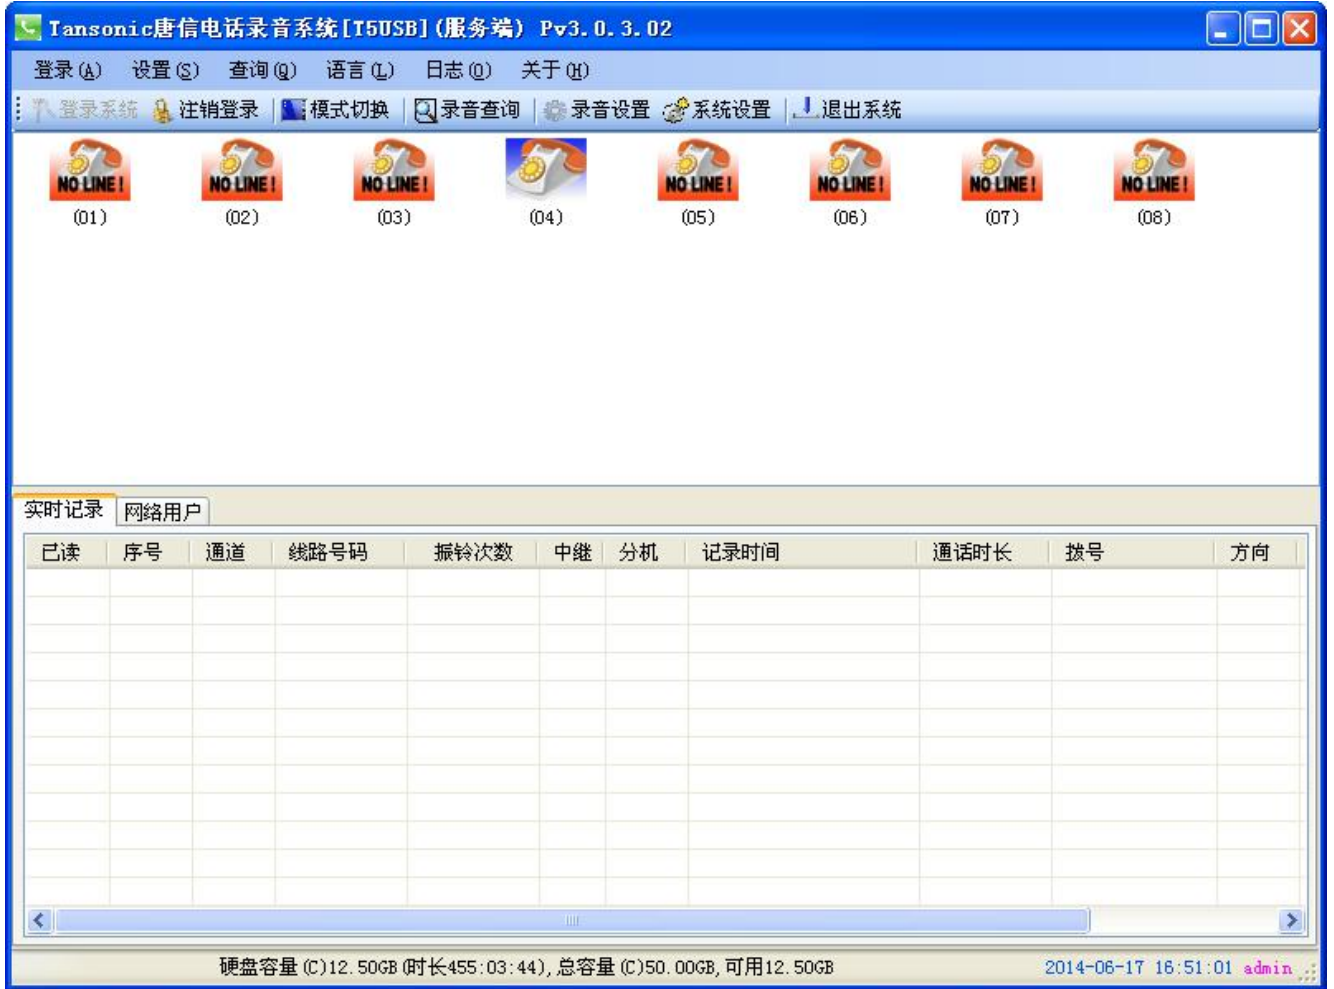 Tansonic唐信电话录音系统[T5USB](服务端) Pv3.0.3.02
登录(A) 设置(S) 查询(Q) 语言(L) 日志(O) 关于(H)
登录系统 注销登录 模式切换 录音查询 录音设置 系统设置 退出系统
NO LINE! NO LINE! NO LINE! NO LINE! NO LINE! NO LINE! NO LINE!
(01) (02) (03) (04) (05) (06) (07) (08)
实时记录 网络用户
已读 序号 通道 线路号码 振铃次数 中继 分机 记录时间 通话时长 拨号 方向
硬盘容量(C)12.50GB(时长455:03:44),总容量(C)50.00GB,可用12.50GB 2014-06-17 16:51:01 admin